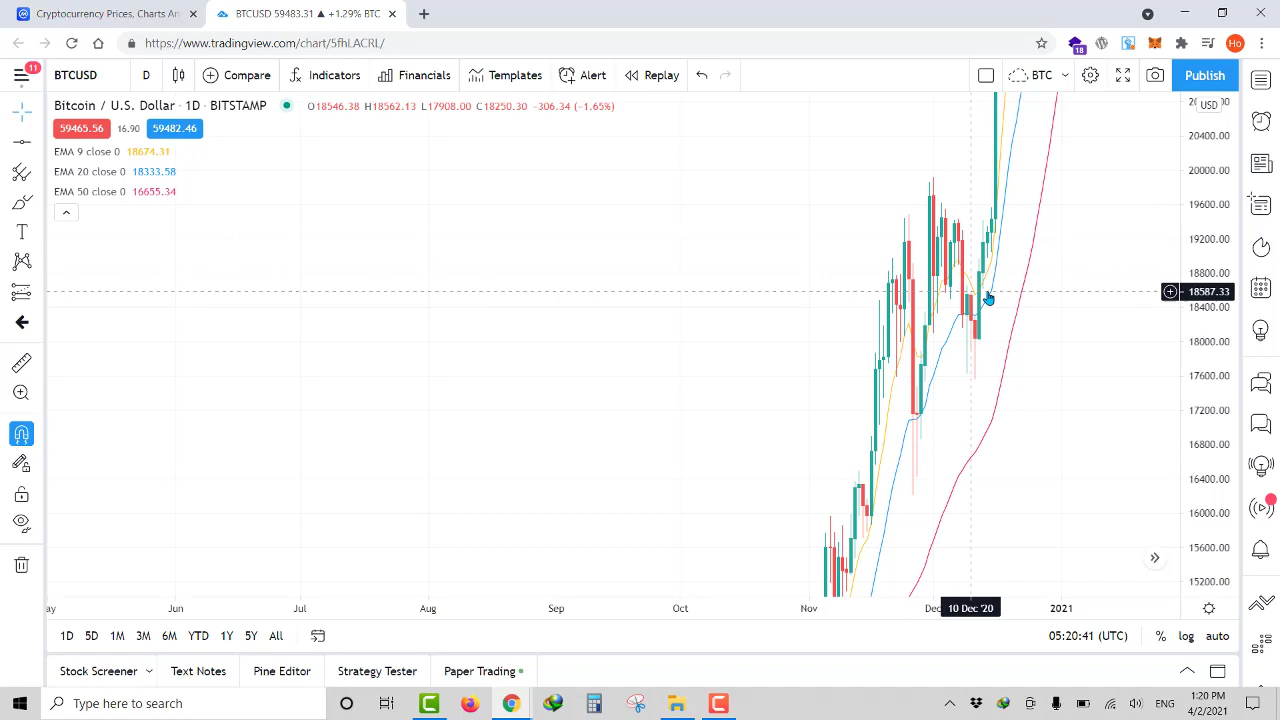 Cryptocurrency Prices, Charts An
BTCUSD 59483.31 ▲ +1.29% BTC
https://www.tradingview.com/chart/5fhLACRL/
18
Ho
11
BTCUSD D Compare Indicators Financials Templates Alert Replay BTC Publish
Bitcoin / U.S. Dollar · 1D · BITSTAMP O18546.38 H18562.13 L17908.00 C18250.30 -306.34 (-1.65%)
USD
59465.56 16.90 59482.46
EMA 9 close 0 18674.31
EMA 20 close 0 18333.58
EMA 50 close 0 16655.34
20400.00
20000.00
19600.00
19200.00
18800.00
18587.33
18400.00
18000.00
17600.00
17200.00
16800.00
16400.00
16000.00
15600.00
15200.00
ay Jun Jul Aug Sep Oct Nov Dec 10 Dec '20 2021
1D 5D 1M 3M 6M YTD 1Y 5Y All 05:20:41 (UTC) % log auto
Stock Screener Text Notes Pine Editor Strategy Tester Paper Trading
Type here to search
1:20 PM
4/2/2021